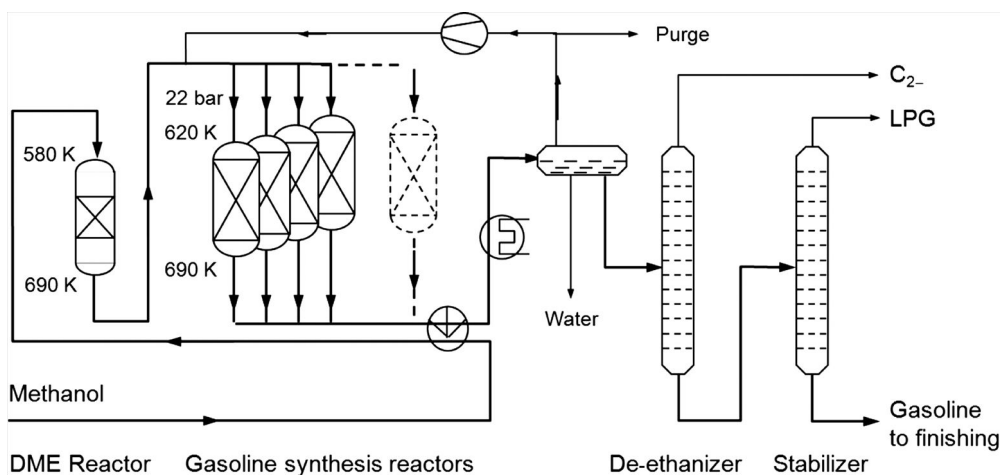 Purge
C2–
22 bar
LPG
620 K
580 K
690 K
690 K
Water
Methanol
Gasoline
to finishing
DME Reactor
Gasoline synthesis reactors
De-ethanizer
Stabilizer